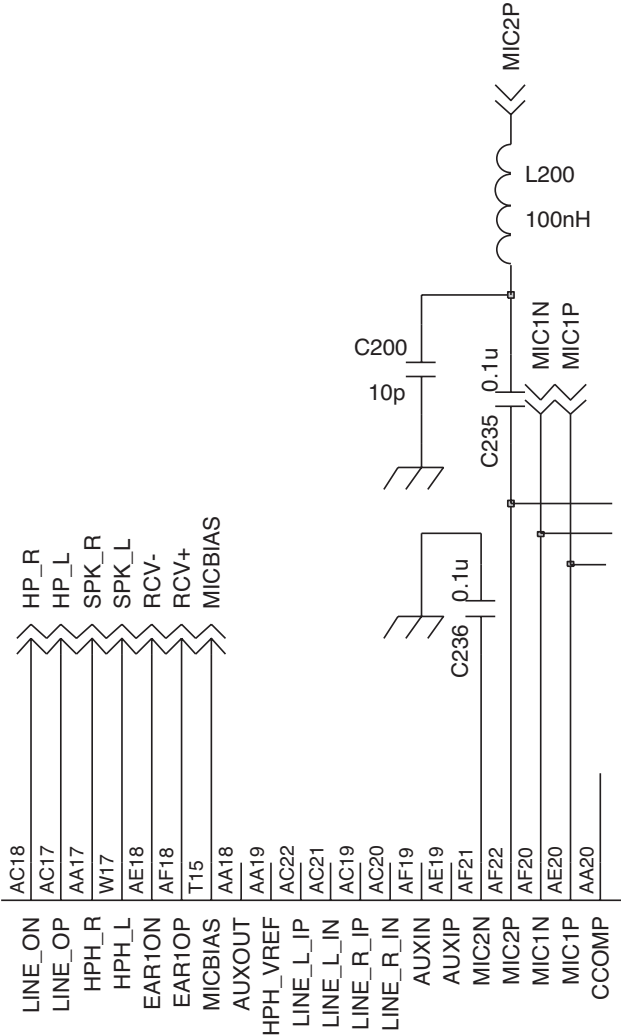 MIC2P
L200
100nH
MIC1N
MIC1P
C200
10p
0.1u
C235
HP_R
HP_L
SPK_R
SPK_L
RCV-
RCV+
MICBIAS
0.1u
C236
AC18
AC17
AA17
W17
AE18
AF18
T15
AA18
AA19
AC22
AC21
AC19
AC20
AF19
AE19
AF21
AF22
AF20
AE20
AA20
LINE_ON
LINE_OP
HPH_R
HPH_L
EAR1ON
EAR1OP
MICBIAS
AUXOUT
HPH_VREF
LINE_L_IP
LINE_L_IN
LINE_R_IP
LINE_R_IN
AUXIN
AUXIP
MIC2N
MIC2P
MIC1N
MIC1P
CCOMP